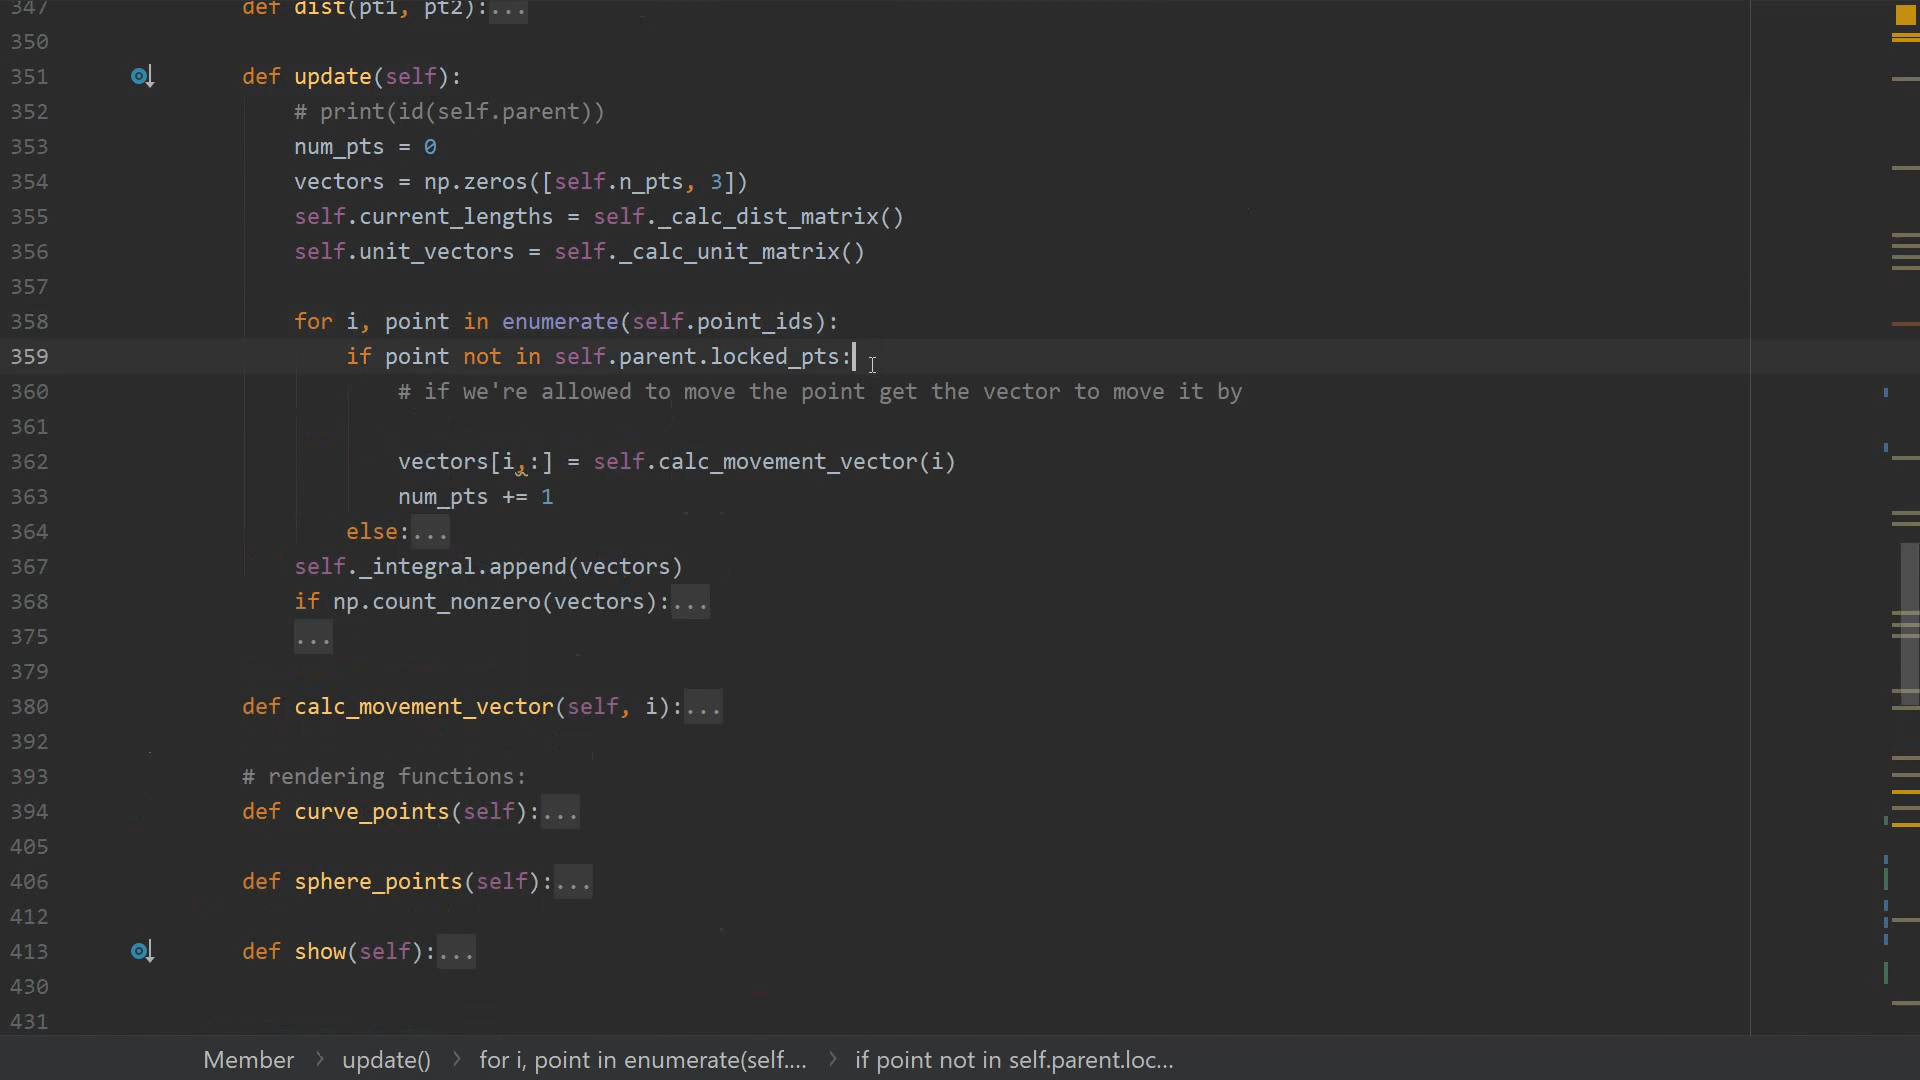 347 def dist(pt1, pt2):...
350
351 def update(self):
352 # print(id(self.parent))
353 num_pts = 0
354 vectors = np.zeros([self.n_pts, 3])
355 self.current_lengths = self._calc_dist_matrix()
356 self.unit_vectors = self._calc_unit_matrix()
357
358 for i, point in enumerate(self.point_ids):
359 if point not in self.parent.locked_pts:
360 # if we're allowed to move the point get the vector to move it by
361
362 vectors[i,:] = self.calc_movement_vector(i)
363 num_pts += 1
364 else:...
367 self._integral.append(vectors)
368 if np.count_nonzero(vectors):...
375 ...
379
380 def calc_movement_vector(self, i):...
392
393 # rendering functions:
394 def curve_points(self):...
405
406 def sphere_points(self):...
412
413 def show(self):...
430
431
Member > update() > for i, point in enumerate(self.... > if point not in self.parent.loc...